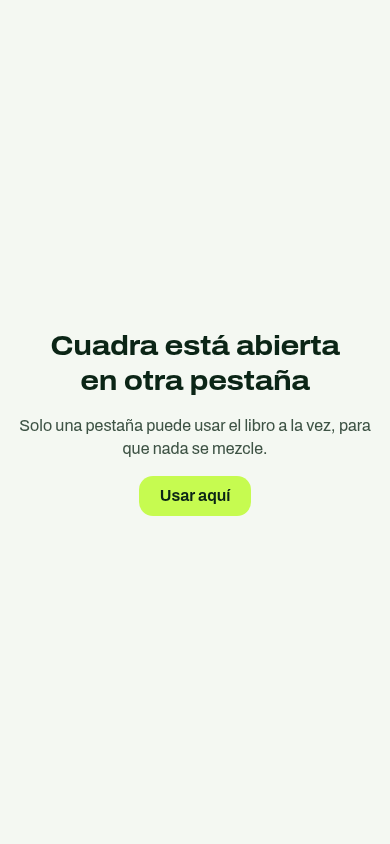 Cuadra está abierta
en otra pestaña
Solo una pestaña puede usar el libro a la vez, para
que nada se mezcle.
Usar aquí